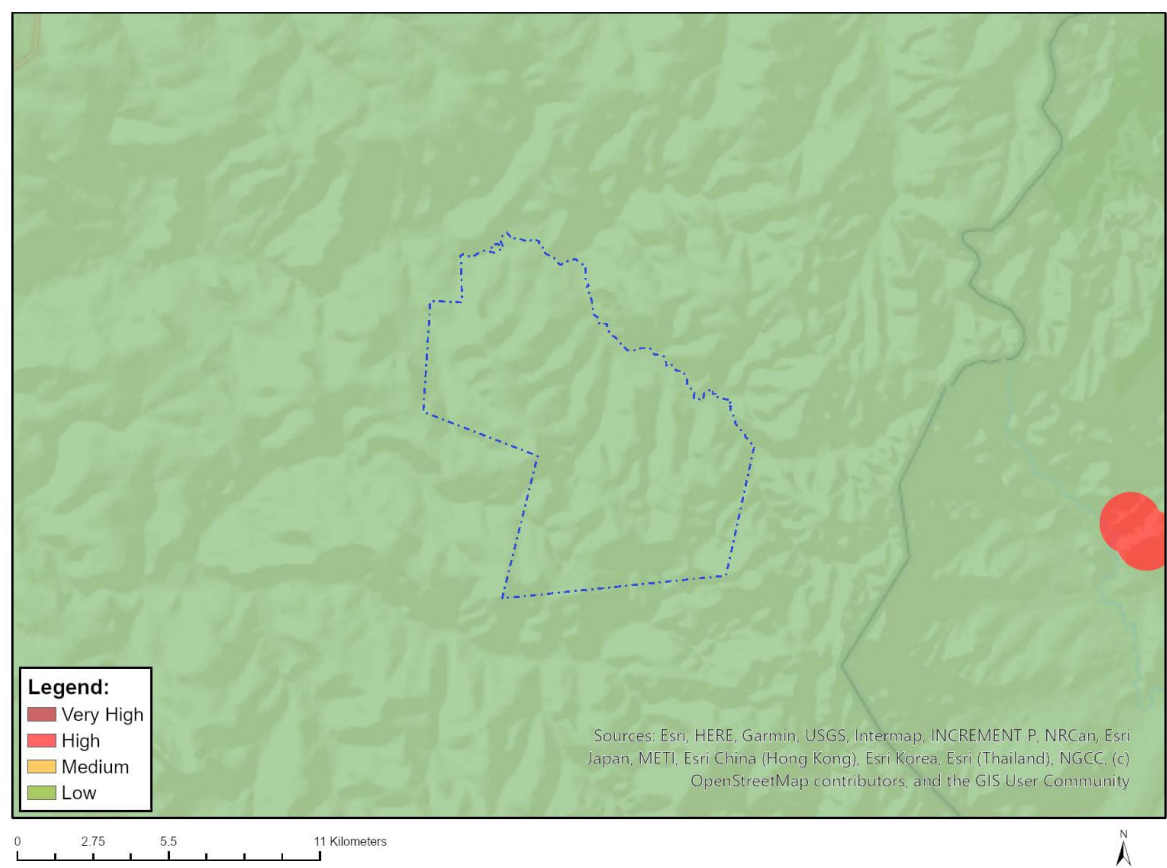 Legend:
Very High
High
Medium
Low
Sources: Esri, HERE, Garmin, USGS, Intermap, INCREMENT P, NRCan, Esri
Japan, METI, Esri China (Hong Kong), Esri Korea, Esri (Thailand), NGCC, (c)
OpenStreetMap contributors, and the GIS User Community
0 2.75 5.5 11 Kilometers
N